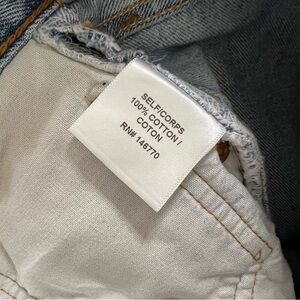 SELF/CORPS
100% COTTON /
COTON
RN# 146770